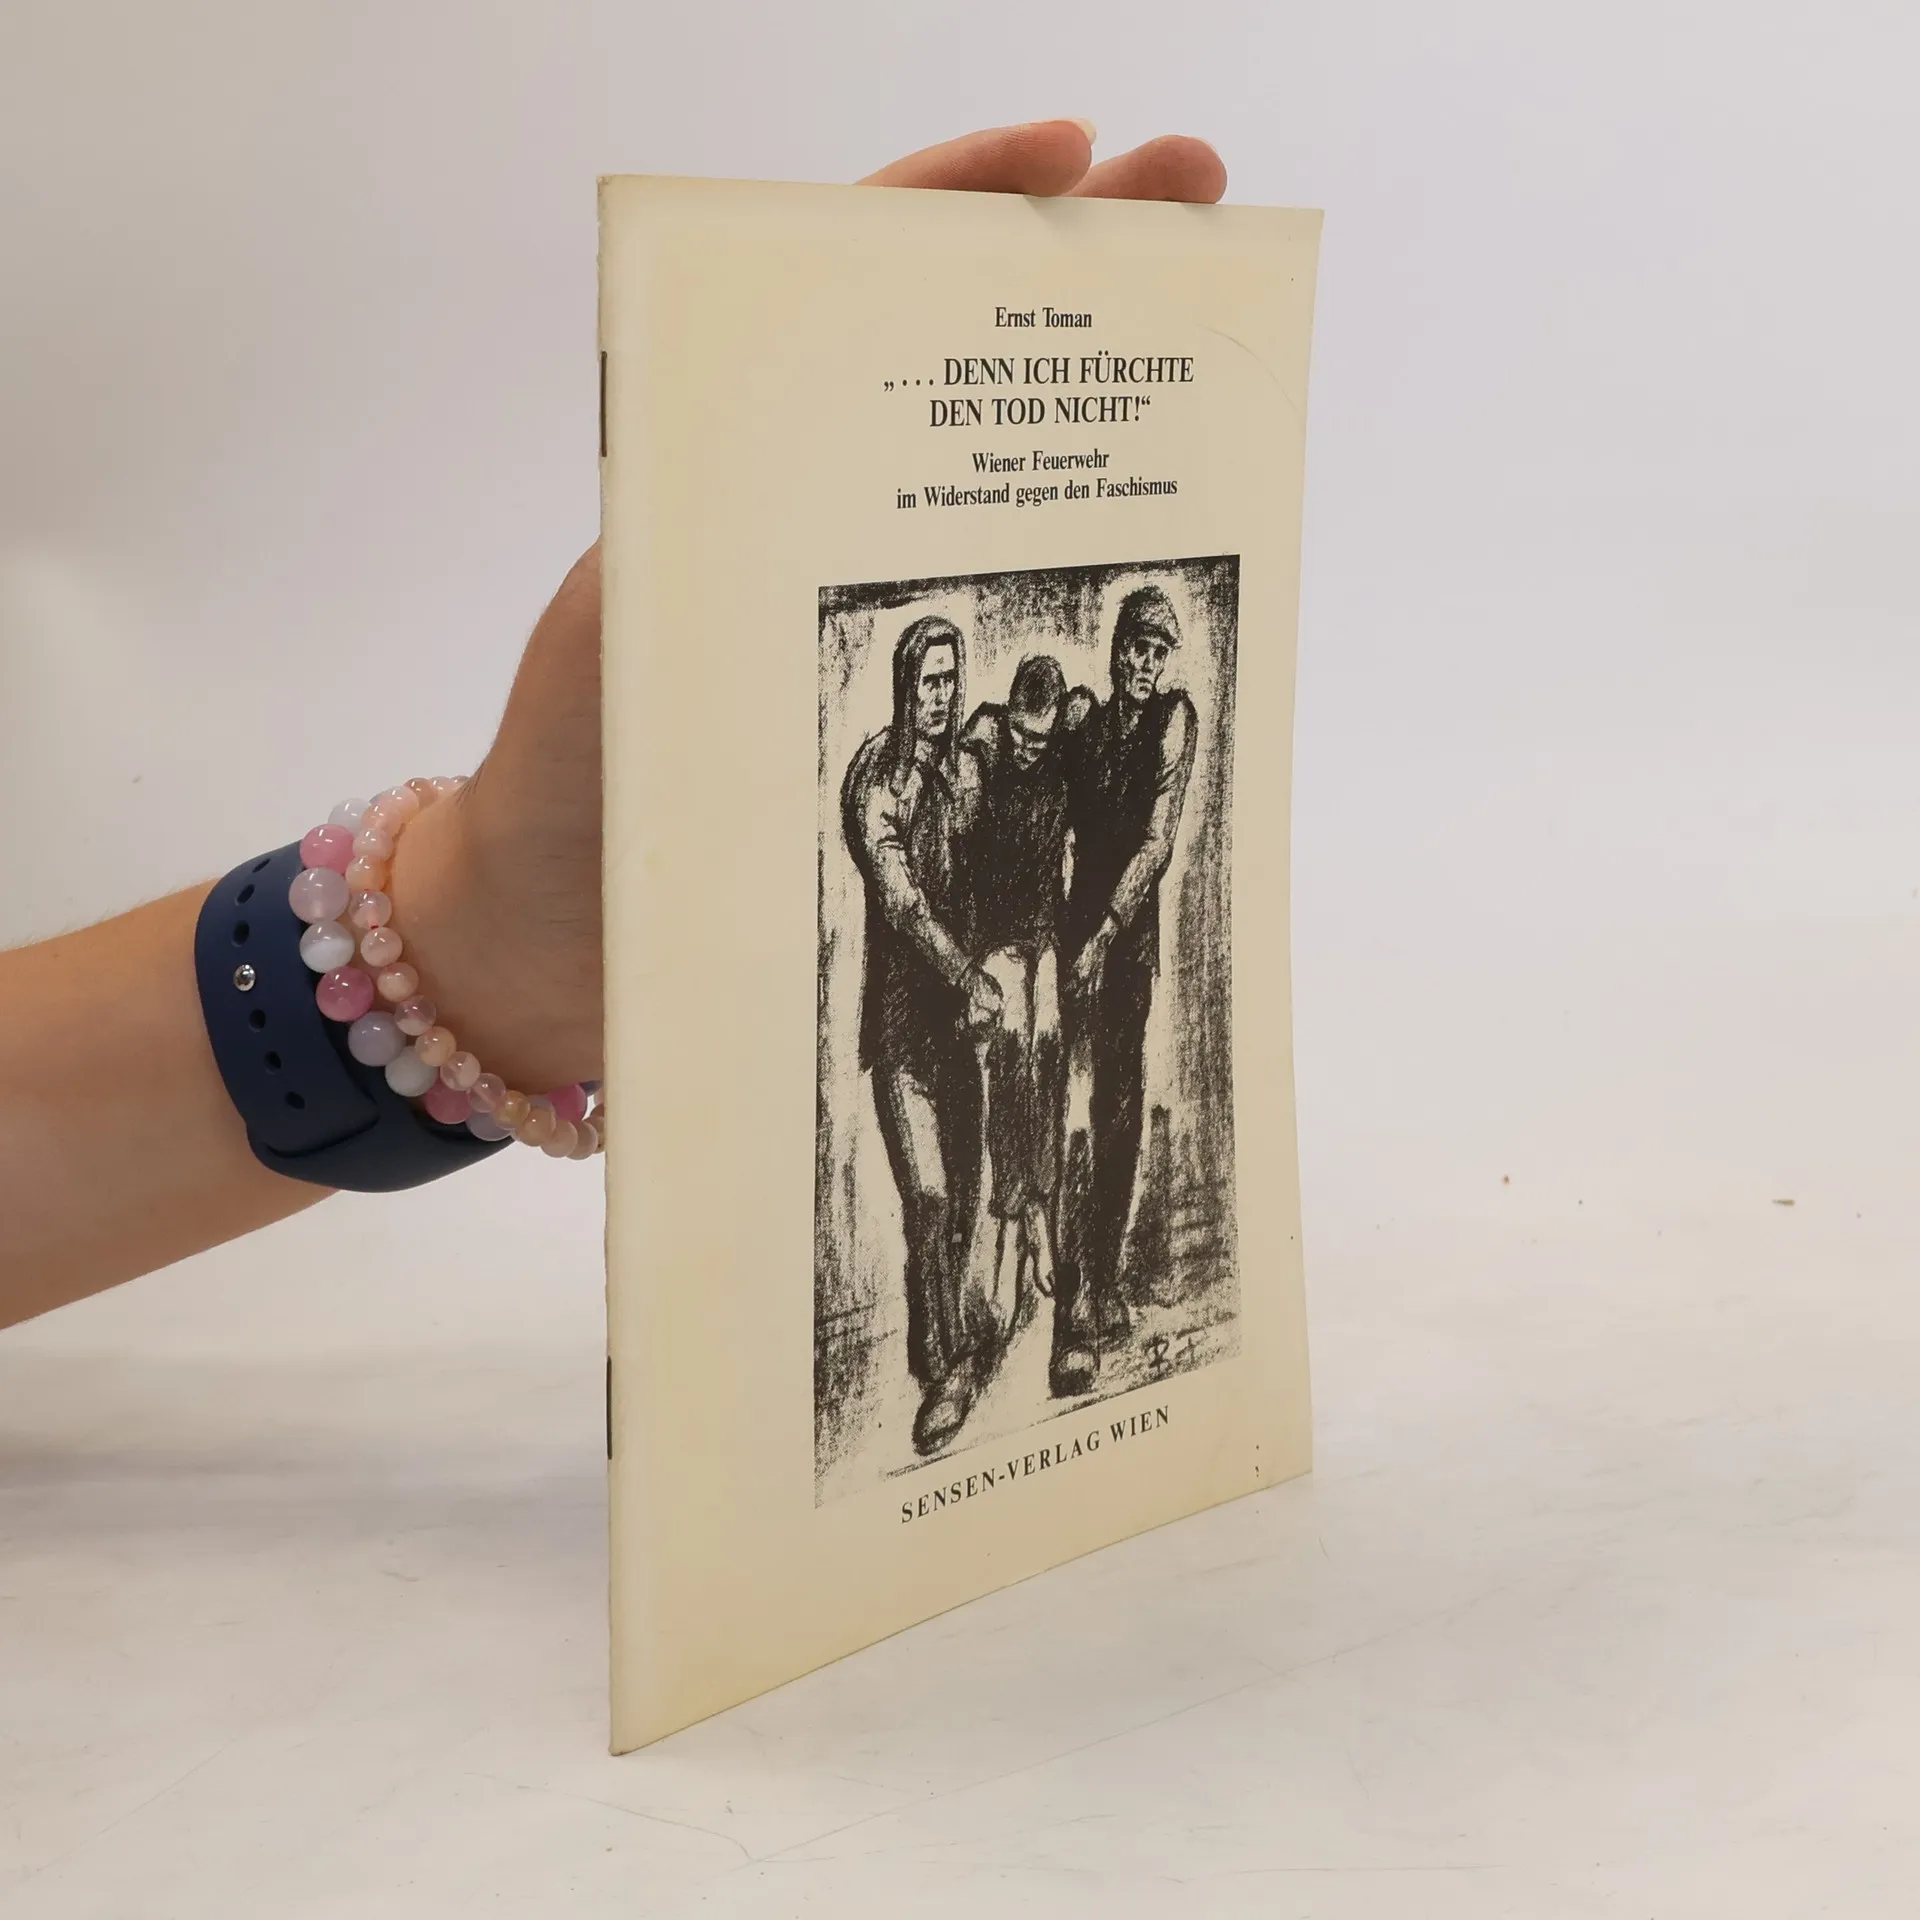 Ernst Toman
„... DENN ICH FÜRCHTE
DEN TOD NICHT!“
Wiener Feuerwehr
im Widerstand gegen den Faschismus
SENSEN-VERLAG WIEN